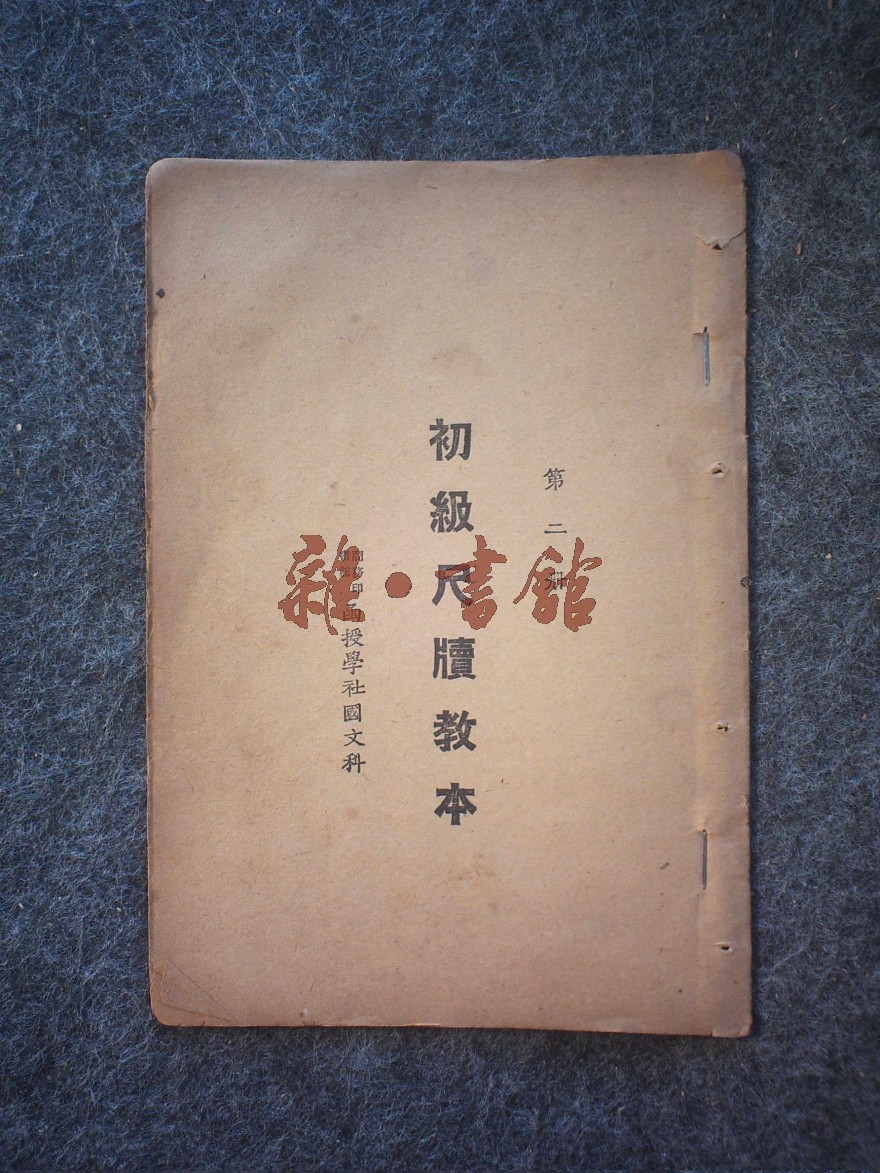 第二冊
初級尺牘教本
商務印書館函授學社國文科
雜·書館